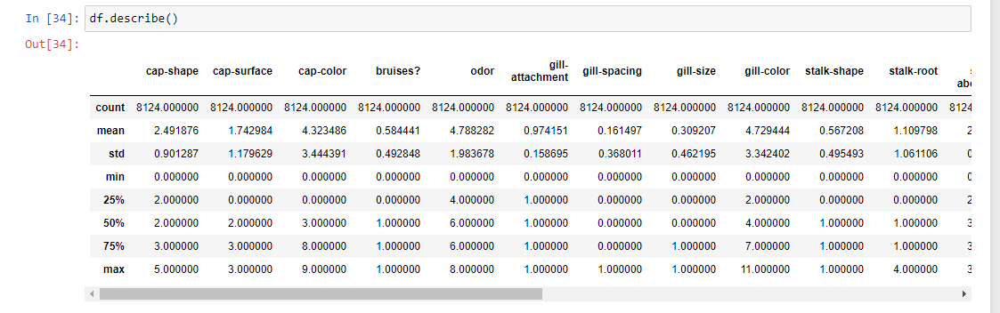 In [34]: df.describe()
Out[34]:
cap-shape cap-surface cap-color bruises? odor gill-attachment gill-spacing gill-size gill-color stalk-shape stalk-root
count 8124.000000 8124.000000 8124.000000 8124.000000 8124.000000 8124.000000 8124.000000 8124.000000 8124.000000 8124.000000 8124.000000 8124
mean 2.491876 1.742984 4.323486 0.584441 4.788282 0.974151 0.161497 0.309207 4.729444 0.567208 1.109798 2
std 0.901287 1.179629 3.444391 0.492848 1.983678 0.158695 0.368011 0.462195 3.342402 0.495493 1.061106 0
min 0.000000 0.000000 0.000000 0.000000 0.000000 0.000000 0.000000 0.000000 0.000000 0.000000 0.000000 0
25% 2.000000 0.000000 0.000000 0.000000 4.000000 1.000000 0.000000 0.000000 2.000000 0.000000 0.000000 2
50% 2.000000 2.000000 3.000000 1.000000 6.000000 1.000000 0.000000 0.000000 4.000000 1.000000 1.000000 3
75% 3.000000 3.000000 8.000000 1.000000 6.000000 1.000000 0.000000 1.000000 7.000000 1.000000 1.000000 3
max 5.000000 3.000000 9.000000 1.000000 8.000000 1.000000 1.000000 1.000000 11.000000 1.000000 4.000000 3